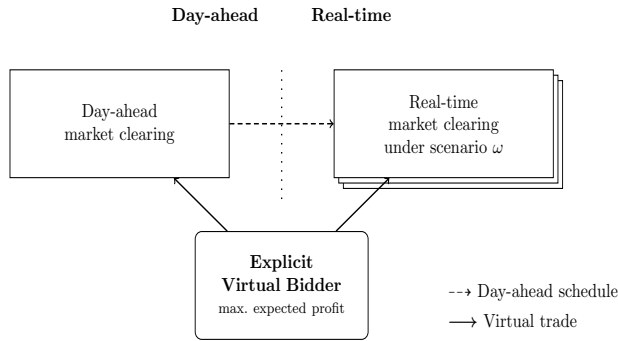 Day-ahead Real-time
Day-ahead
market clearing
Real-time
market clearing
under scenario ω
Explicit
Virtual Bidder
max. expected profit
Day-ahead schedule
Virtual trade